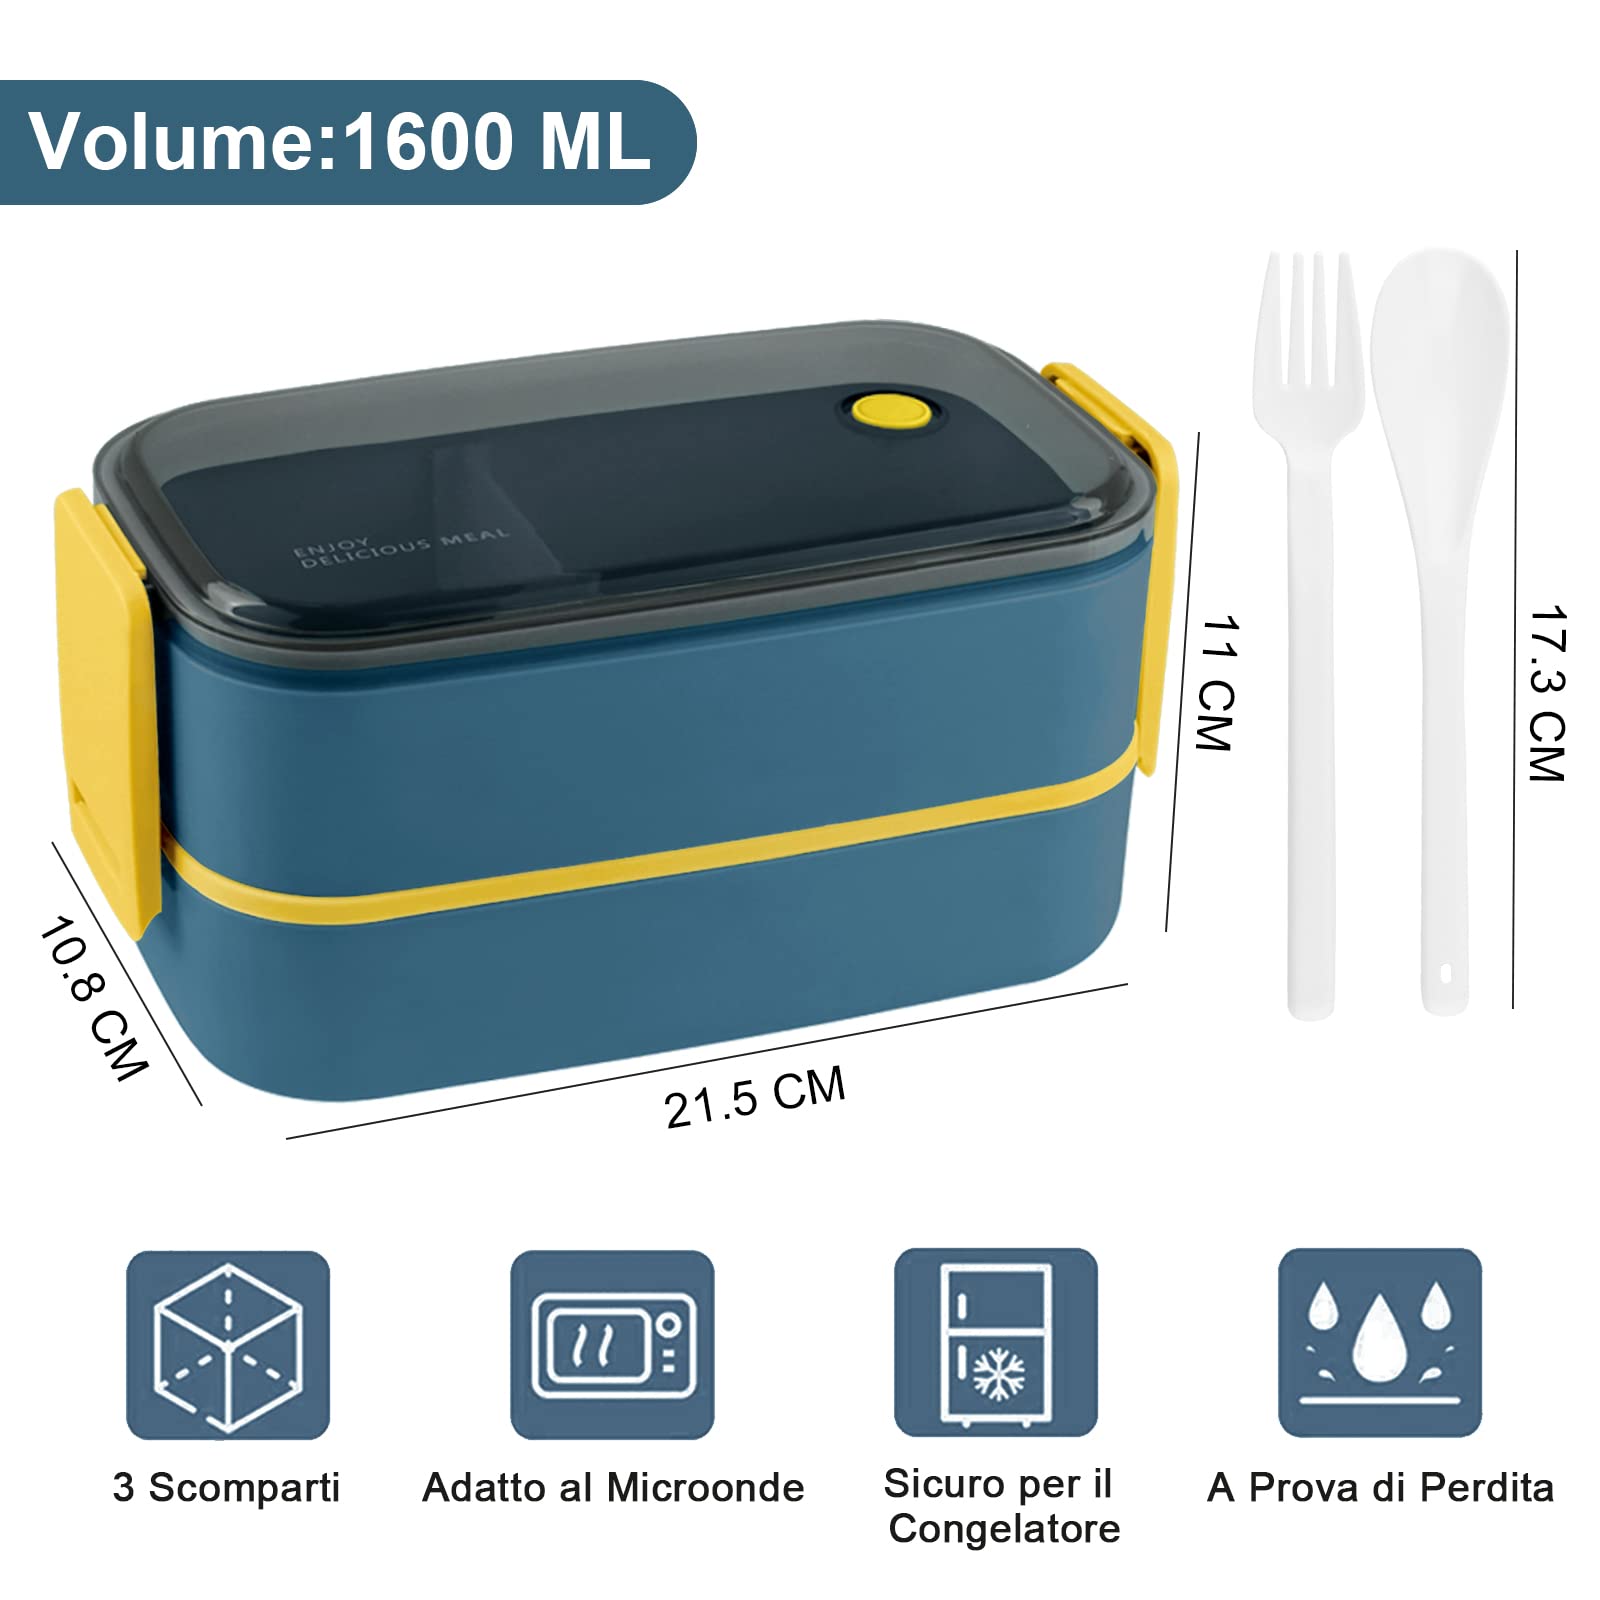 Volume:1600 ML
ENJOY
DELICIOUS MEAL
11 CM
17.3 CM
10.8 CM
21.5 CM
3 Scomparti
Adatto al Microonde
Sicuro per il
Congelatore
A Prova di Perdita